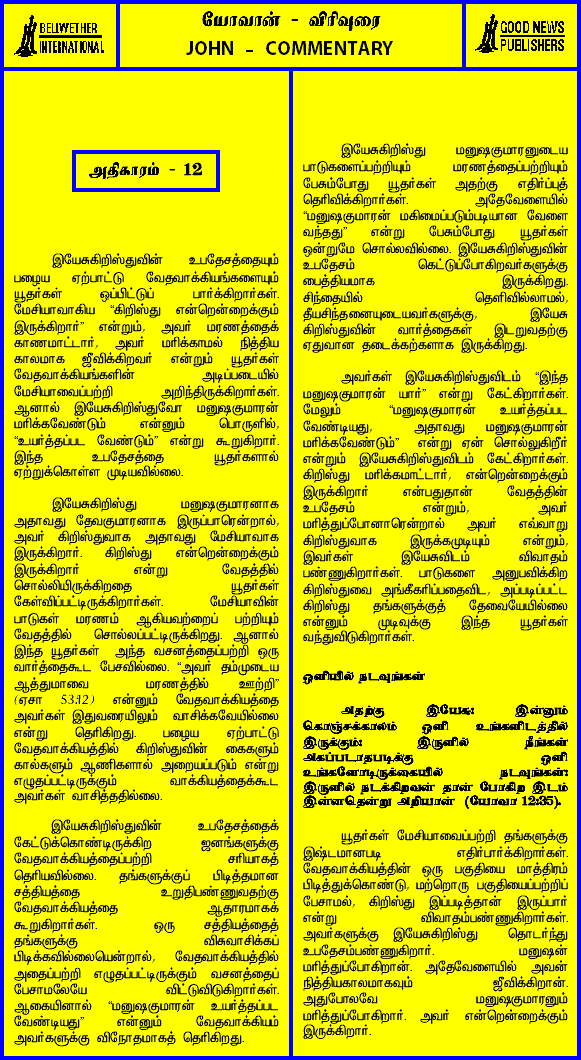 BELWETHER
INTERNATIONAL
யோவான் - விரிவுரை
JOHN - COMMENTARY
GOOD NEWS
PUBLISHERS
அதிகாரம் - 12
இயேசுகிறிஸ்துவின் உபதேசத்தையும்
பழைய ஏற்பாட்டு வேதவாக்கியங்களையும்
யூதர்கள் ஒப்பிட்டுப் பார்க்கிறார்கள்.
மேசியாவாகிய “கிறிஸ்து என்றென்றைக்கும்
இருக்கிறார்” என்றும், அவர் மரணத்தைக்
காணமாட்டார், அவர் மரிக்காமல் நித்திய
காலமாக ஜீவிக்கிறவர் என்றும் யூதர்கள்
வேதவாக்கியங்களின் அடிப்படையில்
மேசியாவைப்பற்றி அறிந்திருக்கிறார்கள்.
ஆனால் இயேசுகிறிஸ்துவோ மனுஷகுமாரன்
மரிக்கவேண்டும் என்னும் பொருளில்,
“உயர்த்தப்பட வேண்டும்” என்று கூறுகிறார்.
இந்த உபதேசத்தை யூதர்களால்
ஏற்றுக்கொள்ள முடியவில்லை.
இயேசுகிறிஸ்து மனுஷகுமாரனாக
அதாவது தேவகுமாரனாக இருப்பாரென்றால்,
அவர் கிறிஸ்துவாக அதாவது மேசியாவாக
இருக்கிறார். கிறிஸ்து என்றென்றைக்கும்
இருக்கிறார் என்று வேதத்தில்
சொல்லியிருக்கிறதை யூதர்கள்
கேள்விப்பட்டிருக்கிறார்கள். மேசியாவின்
பாடுகள் மரணம் ஆகியவற்றைப் பற்றியும்
வேதத்தில் சொல்லப்பட்டிருக்கிறது. ஆனால்
இந்த யூதர்கள் அந்த வசனத்தைப்பற்றி ஒரு
வார்த்தைகூட பேசவில்லை. “அவர் தம்முடைய
ஆத்துமாவை மரணத்தில் ஊற்றி”
(ஏசா 53:12) என்னும் வேதவாக்கியத்தை
அவர்கள் இதுவரையிலும் வாசிக்கவேயில்லை
என்று தெரிகிறது. பழைய ஏற்பாட்டு
வேதவாக்கியத்தில் கிறிஸ்துவின் கைகளும்
கால்களும் ஆணிகளால் அறையப்படும் என்று
எழுதப்பட்டிருக்கும் வாக்கியத்தைக்கூட
அவர்கள் வாசித்ததில்லை.
இயேசுகிறிஸ்துவின் உபதேசத்தைக்
கேட்டுக்கொண்டிருக்கிற ஜனங்களுக்கு
வேதவாக்கியத்தைப்பற்றி சரியாகத்
தெரியவில்லை. தங்களுக்குப் பிடித்தமான
சத்தியத்தை உறுதிபண்ணுவதற்கு
வேதவாக்கியத்தை ஆதாரமாகக்
கூறுகிறார்கள். ஒரு சத்தியத்தைத்
தங்களுக்கு விசுவாசிக்கப்
பிடிக்கவில்லையென்றால், வேதவாக்கியத்தில்
அதைப்பற்றி எழுதப்பட்டிருக்கும் வசனத்தைப்
பேசாமலேயே விட்டுவிடுகிறார்கள்.
ஆகையினால் “மனுஷகுமாரன் உயர்த்தப்பட
வேண்டியது” என்னும் வேதவாக்கியம்
அவர்களுக்கு விநோதமாகத் தெரிகிறது.
இயேசுகிறிஸ்து மனுஷகுமாரனுடைய
பாடுகளைப்பற்றியும் மரணத்தைப்பற்றியும்
பேசும்போது யூதர்கள் அதற்கு எதிர்ப்புத்
தெரிவிக்கிறார்கள். அதேவேளையில்
“மனுஷகுமாரன் மகிமைப்படும்படியான வேளை
வந்தது” என்று பேசும்போது யூதர்கள்
ஒன்றுமே சொல்லவில்லை. இயேசுகிறிஸ்துவின்
உபதேசம் கெட்டுப்போகிறவர்களுக்கு
பைத்தியமாக இருக்கிறது.
சிந்தையில் தெளிவில்லாமல்,
தீயசிந்தனையுடையவர்களுக்கு, இயேசு
கிறிஸ்துவின் வார்த்தைகள் இடறுவதற்கு
ஏதுவான தடைக்கற்களாக இருக்கிறது.
அவர்கள் இயேசுகிறிஸ்துவிடம் “இந்த
மனுஷகுமாரன் யார்” என்று கேட்கிறார்கள்.
மேலும் “மனுஷகுமாரன் உயர்த்தப்பட
வேண்டியது, அதாவது மனுஷகுமாரன்
மரிக்கவேண்டும்” என்று ஏன் சொல்லுகிறீர்
என்றும் இயேசுகிறிஸ்துவிடம் கேட்கிறார்கள்.
கிறிஸ்து மரிக்கமாட்டார், என்றென்றைக்கும்
இருக்கிறார் என்பதுதான் வேதத்தின்
உபதேசம் என்றும், அவர்
மரித்துப்போனாரென்றால் அவர் எவ்வாறு
கிறிஸ்துவாக இருக்கமுடியும் என்றும்,
இவர்கள் இயேசுவிடம் விவாதம்
பண்ணுகிறார்கள். பாடுகளை அனுபவிக்கிற
கிறிஸ்துவை அங்கீகரிப்பதைவிட, அப்படிப்பட்ட
கிறிஸ்து தங்களுக்குத் தேவையேயில்லை
என்னும் முடிவுக்கு இந்த யூதர்கள்
வந்துவிடுகிறார்கள்.
ஒளியில் நடவுங்கள்
அதற்கு இயேசு: இன்னும்
கொஞ்சக்காலம் ஒளி உங்களிடத்தில்
இருக்கும்; இருளில் நீங்கள்
அகப்படாதபடிக்கு ஒளி
உங்களோடிருக்கையில் நடவுங்கள்;
இருளில் நடக்கிறவன் தான் போகிற இடம்
இன்னதென்று அறியான் (யோவா 12:35).
யூதர்கள் மேசியாவைப்பற்றி தங்களுக்கு
இஷ்டமானபடி எதிர்பார்க்கிறார்கள்.
வேதவாக்கியத்தின் ஒரு பகுதியை மாத்திரம்
பிடித்துக்கொண்டு, மற்றொரு பகுதியைப்பற்றிப்
பேசாமல், கிறிஸ்து இப்படித்தான் இருப்பார்
என்று விவாதம்பண்ணுகிறார்கள்.
அவர்களுக்கு இயேசுகிறிஸ்து தொடர்ந்து
உபதேசம்பண்ணுகிறார். மனுஷன்
மரித்துப்போகிறான். அதேவேளையில் அவன்
நித்தியகாலமாகவும் ஜீவிக்கிறான்.
அதுபோலவே மனுஷகுமாரனும்
மரித்துப்போகிறார். அவர் என்றென்றைக்கும்
இருக்கிறார்.